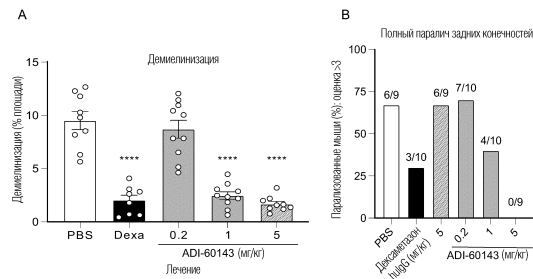 A
Демиелинизация
Демиелинизация (% площади)
15
10
5
0
****
****
****
PBS Dexa 0.2 1 5
ADI-60143 (мг/кг)
Лечение
B
Полный паралич задних конечностей
Парализованные мыши (%): оценка >3
100
75
50
25
0
6/9
3/10
6/9
7/10
4/10
0/9
PBS
Дексаметазон
huIgG (мг/кг)
5
0.2
1
5
ADI-60143 (мг/кг)